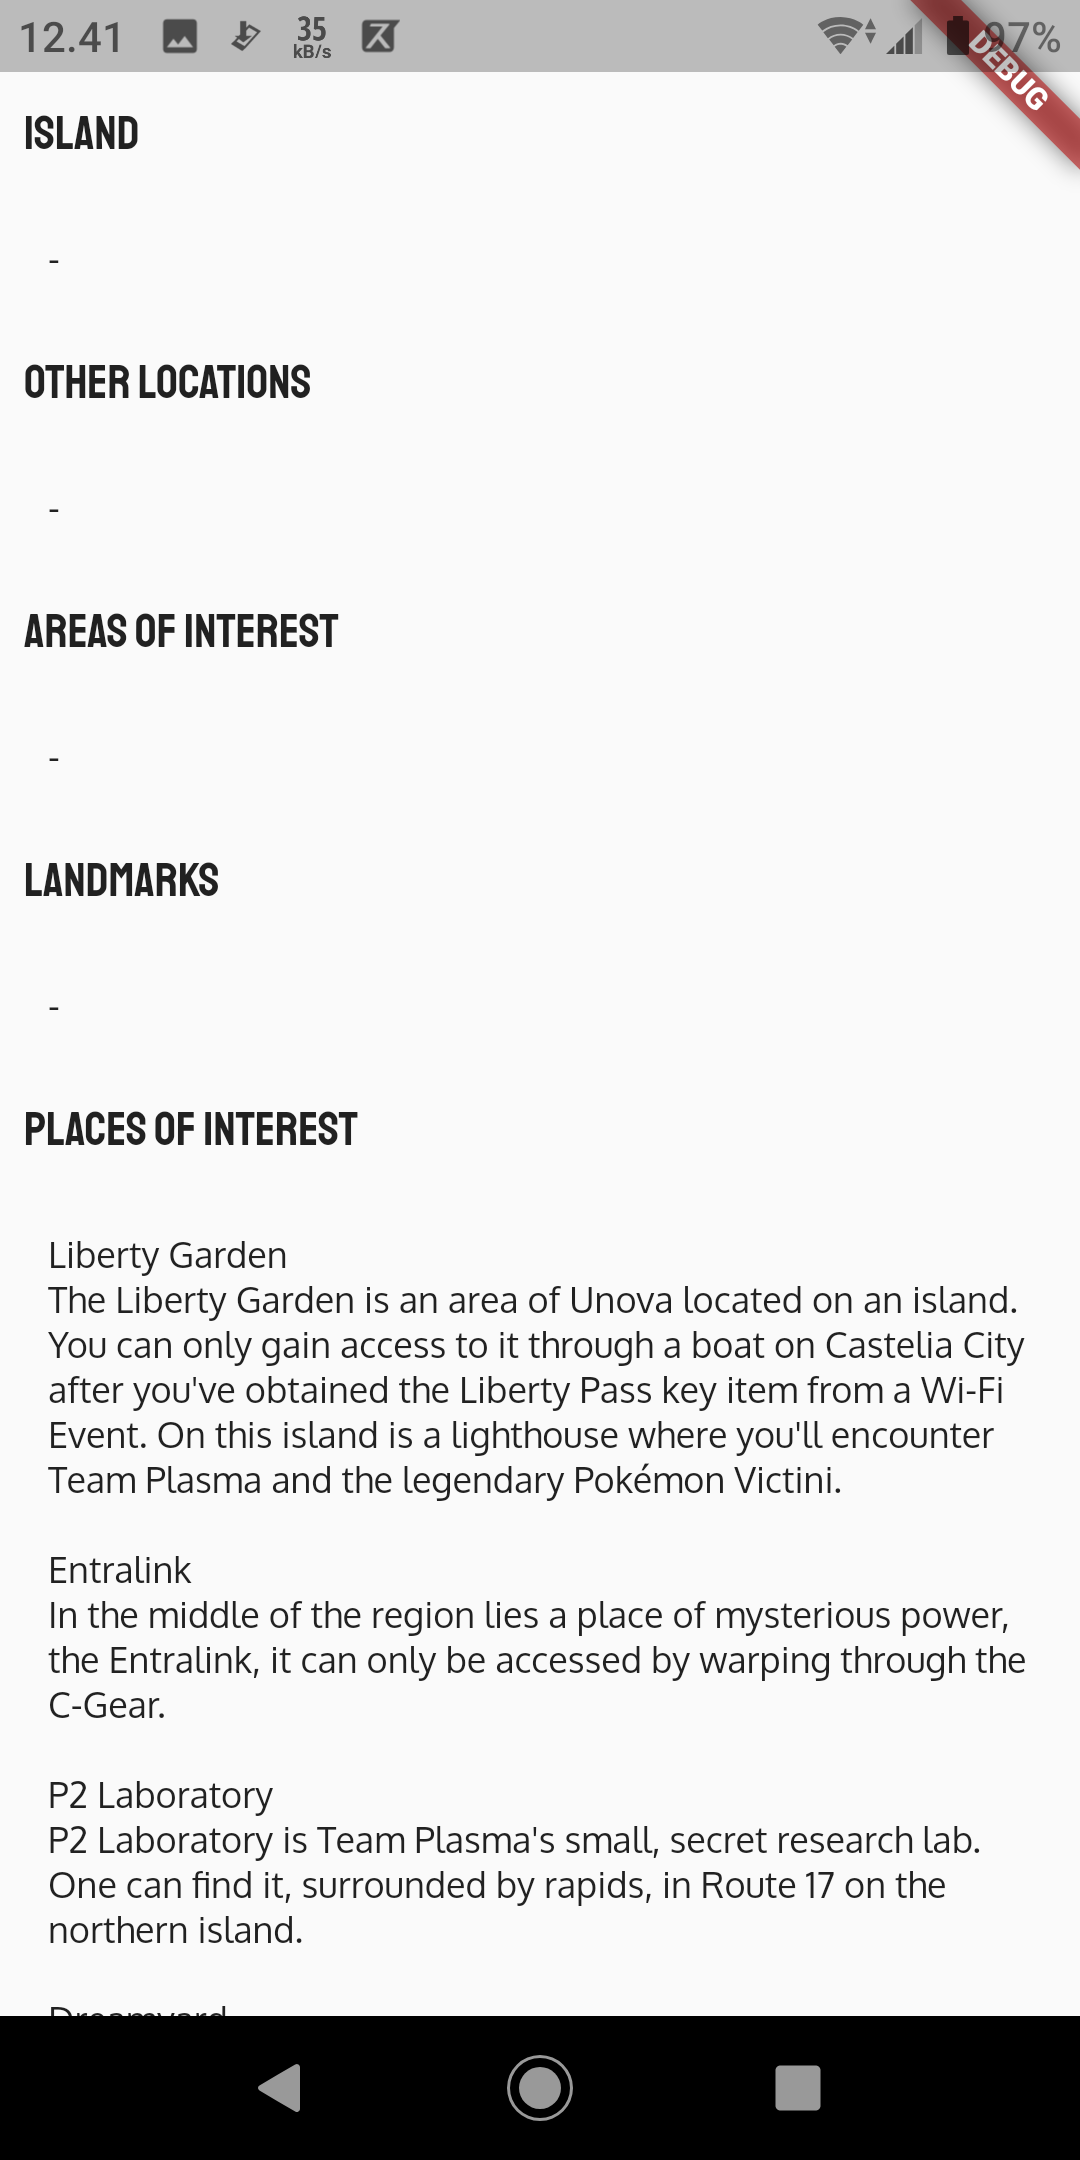 12.41
35
kB/s
97%
DEBUG
ISLAND
-
OTHER LOCATIONS
-
AREAS OF INTEREST
-
LANDMARKS
-
PLACES OF INTEREST
Liberty Garden
The Liberty Garden is an area of Unova located on an island.
You can only gain access to it through a boat on Castelia City
after you've obtained the Liberty Pass key item from a Wi-Fi
Event. On this island is a lighthouse where you'll encounter
Team Plasma and the legendary Pokémon Victini.
Entralink
In the middle of the region lies a place of mysterious power,
the Entralink, it can only be accessed by warping through the
C-Gear.
P2 Laboratory
P2 Laboratory is Team Plasma's small, secret research lab.
One can find it, surrounded by rapids, in Route 17 on the
northern island.
Dreamyard